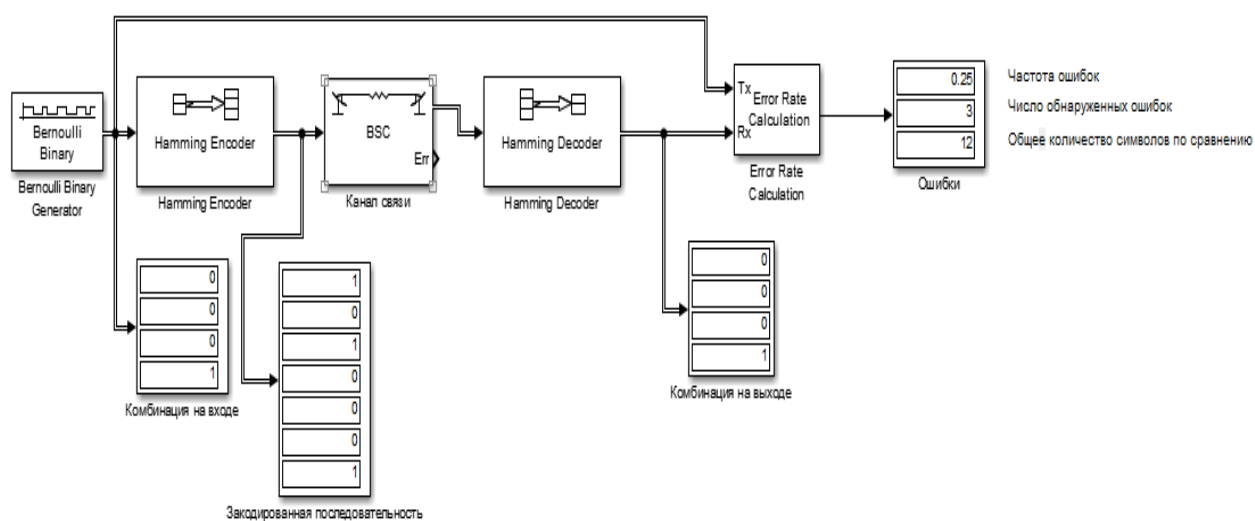 Bernoulli
Binary
Bernoulli Binary
Generator
Hamming Encoder
Hamming Encoder
BSC
Err
Канал связи
Hamming Decoder
Hamming Decoder
Tx
Rx
Error Rate
Calculation
Error Rate
Calculation
0.25
3
12
Ошибки
Частота ошибок
Число обнаруженных ошибок
Общее количество символов по сравнению
0
0
0
1
Комбинация на входе
1
0
1
0
0
0
1
Закодированная последовательность
0
0
0
1
Комбинация на выходе